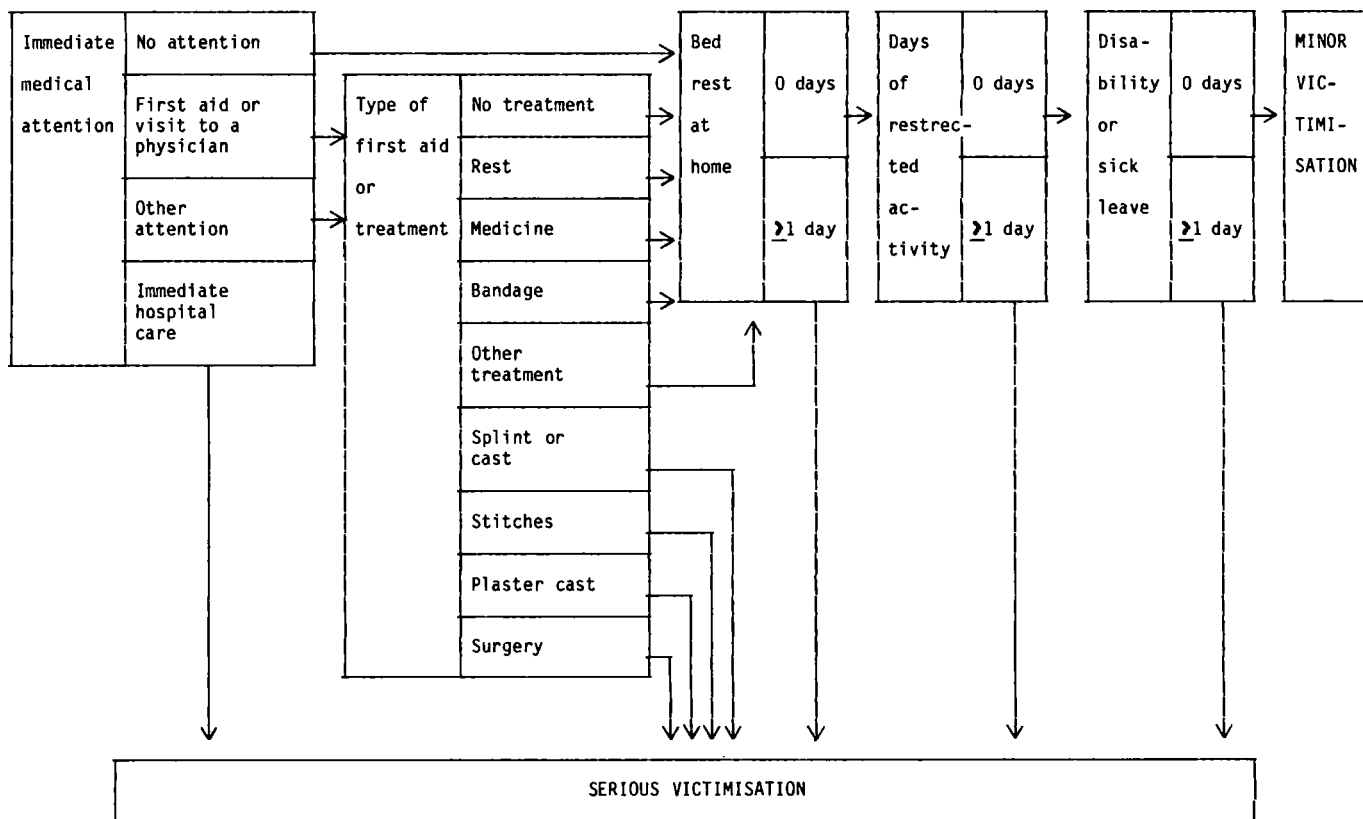 Immediate
medical
attention
No attention
First aid or
visit to a
physician
Other
attention
Immediate
hospital
care
Type of
first aid
or
treatment
No treatment
Rest
Medicine
Bandage
Other
treatment
Splint or
cast
Stitches
Plaster cast
Surgery
Bed
rest
at
home
0 days
≥1 day
Days
of
restrec-
ted
ac-
tivity
0 days
≥1 day
Disa-
bility
or
sick
leave
0 days
≥1 day
MINOR
VIC-
TIMI-
SATION
SERIOUS VICTIMISATION